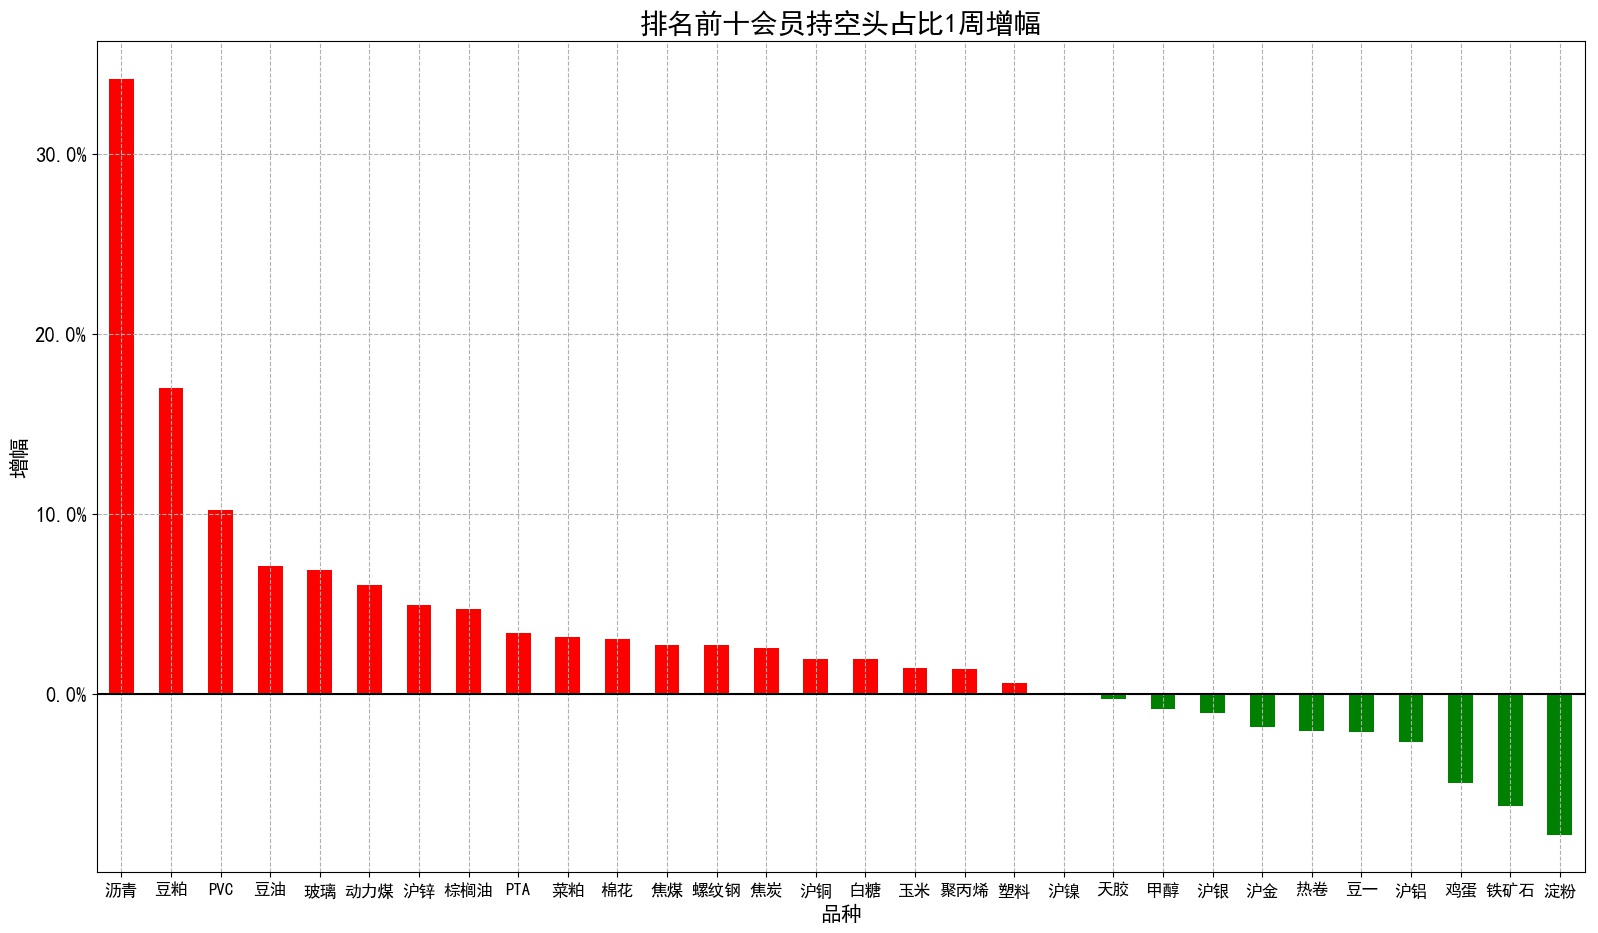 排名前十会员持空头占比1周增幅
30.0%
20.0%
10.0%
0.0%
增幅
沥青 豆粕 PVC 豆油 玻璃 动力煤 沪锌 棕榈油 PTA 菜粕 棉花 焦煤 螺纹钢 焦炭 沪铜 白糖 玉米 聚丙烯 塑料 沪镍 天胶 甲醇 沪银 沪金 热卷 豆一 沪铝 鸡蛋 铁矿石 淀粉
品种